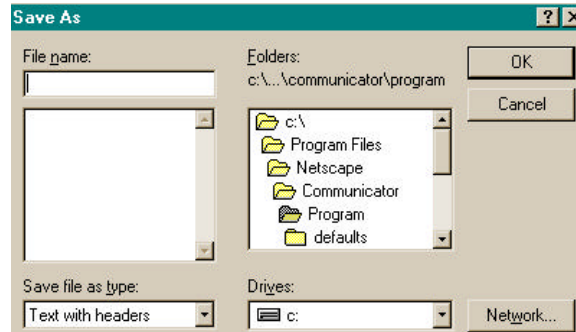 Save As
File name:
Folders:
OK
c:\...\communicator\program
Cancel
c:\
Program Files
Netscape
Communicator
Program
defaults
Save file as type:
Drives:
Text with headers
c:
Network...